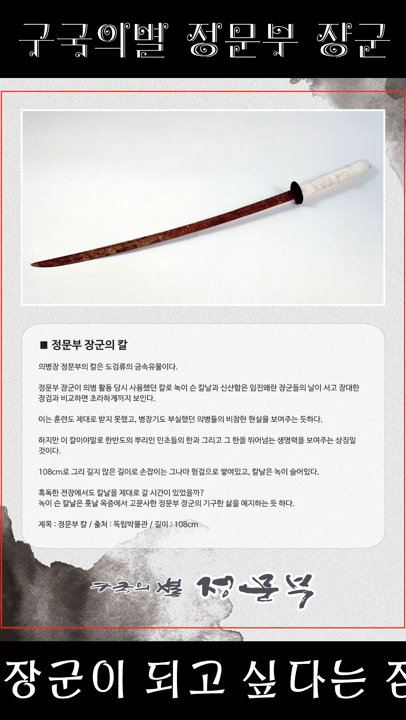 구국의별 정문부 장군
■ 정문부 장군의 칼
의병장 정문부의 칼은 도검류의 금속유물이다.
정문부 장군이 의병 활동 당시 사용했던 칼로 녹이 슨 칼날과 신산함은 임진왜란 장군들의 날이 서고 장대한
장검과 비교하면 초라하게까지 보인다.
이는 훈련도 제대로 받지 못했고, 병장기도 부실했던 의병들의 비참한 현실을 보여주는 듯하다.
하지만 이 칼이야말로 한반도의 뿌리인 민초들의 한과 그리고 그 한을 뛰어넘는 생명력을 보여주는 상징일
것이다.
108cm로 그리 길지 않은 길이로 손잡이는 그나마 헝겊으로 쌓여있고, 칼날은 녹이 슬어있다.
혹독한 전장에서도 칼날을 제대로 갈 시간이 있었을까?
녹이 슨 칼날은 훗날 옥중에서 고문사한 정문부 장군의 기구한 삶을 예지하는 듯 하다.
제목 : 정문부 칼 / 출처 : 독립박물관 / 길이 : 108cm
구국의 별 정문부
장군이 되고 싶다는